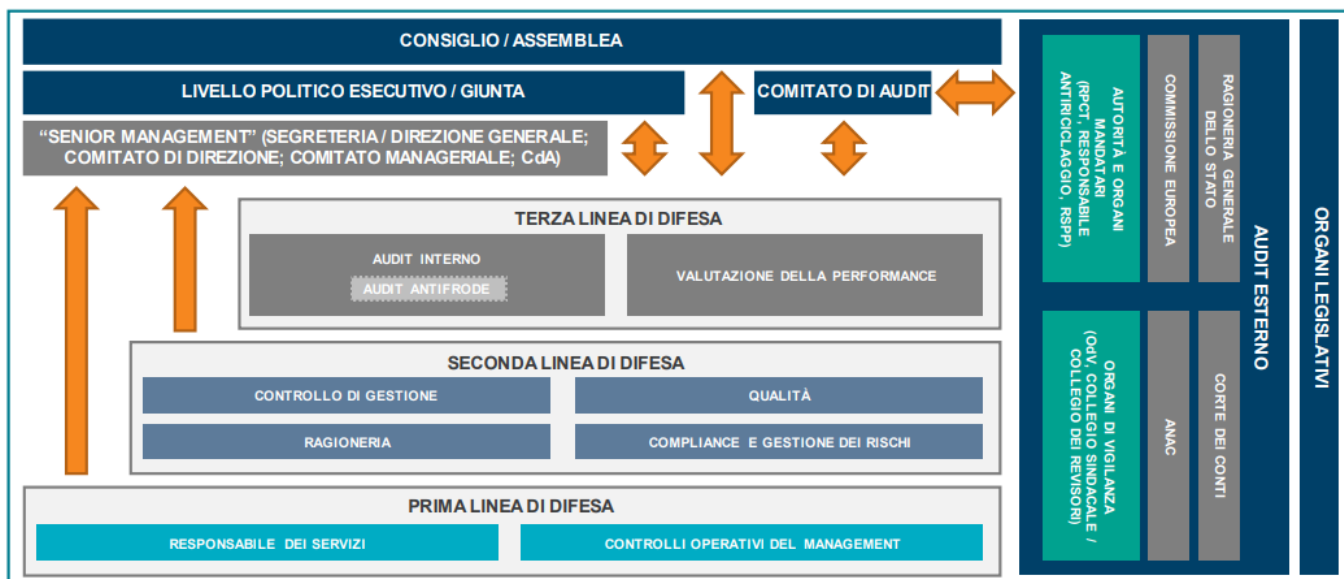 CONSIGLIO / ASSEMBLEA
LIVELLO POLITICO ESECUTIVO / GIUNTA
COMITATO DI AUDIT
“SENIOR MANAGEMENT” (SEGRETERIA / DIREZIONE GENERALE;
COMITATO DI DIREZIONE; COMITATO MANAGERIALE; CdA)
TERZA LINEA DI DIFESA
AUDIT INTERNO
AUDIT ANTIFRODE
VALUTAZIONE DELLA PERFORMANCE
SECONDA LINEA DI DIFESA
CONTROLLO DI GESTIONE
QUALITÀ
RAGIONERIA
COMPLIANCE E GESTIONE DEI RISCHI
PRIMA LINEA DI DIFESA
RESPONSABILE DEI SERVIZI
CONTROLLI OPERATIVI DEL MANAGEMENT
AUTORITÀ E ORGANI
MANDATARI
(RPCT, RESPONSABILE
ANTIRICICLAGGIO, RSPP)
COMMISSIONE EUROPEA
RAGIONERIA GENERALE
DELLO STATO
ORGANI DI VIGILANZA
(OdV, COLLEGIO SINDACALE /
COLLEGIO DEI REVISORI)
ANAC
CORTE DEI CONTI
AUDIT ESTERNO
ORGANI LEGISLATIVI